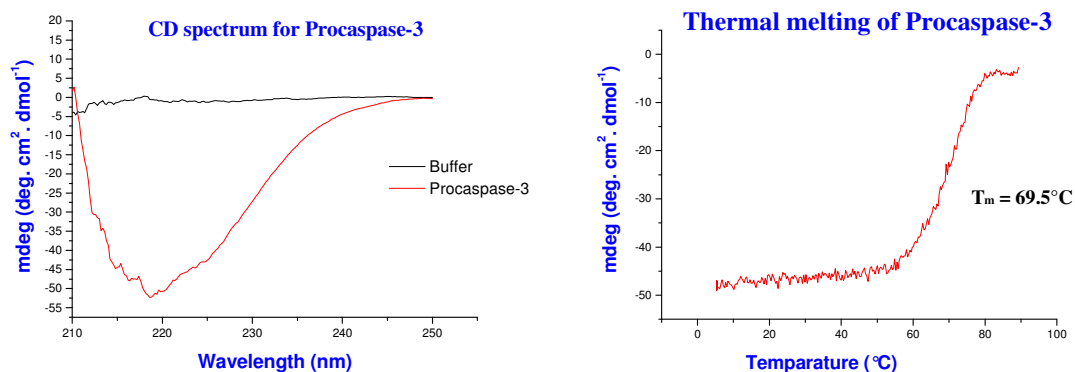 CD spectrum for Procaspase-3
20
15
10
5
0
-5
-10
-15
-20
-25
-30
-35
-40
-45
-50
-55
mdeg (deg. cm². dmol⁻¹)
Buffer
Procaspase-3
210 220 230 240 250
Wavelength (nm)
Thermal melting of Procaspase-3
0
-10
-20
-30
-40
-50
mdeg (deg. cm². dmol⁻¹)
Tm = 69.5°C
0 20 40 60 80 100
Temparature (°C)